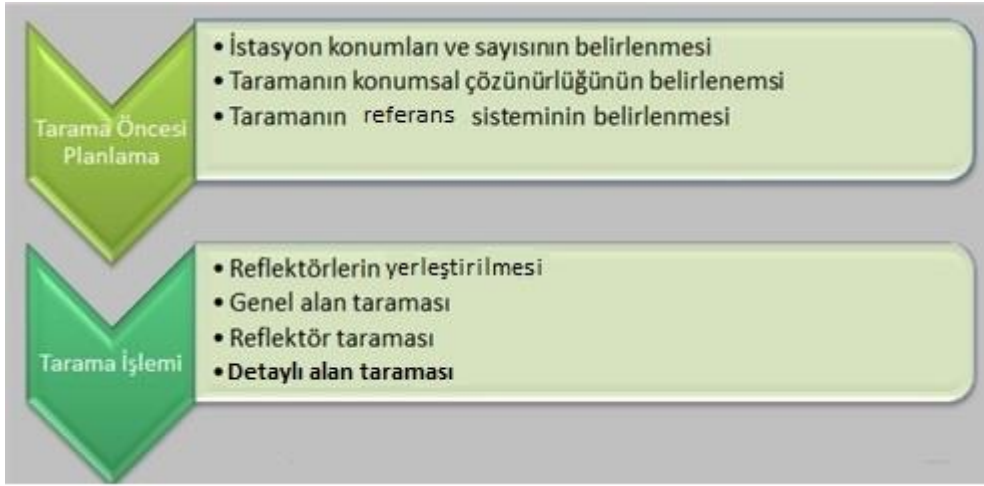 Tarama Öncesi
Planlama
• İstasyon konumları ve sayısının belirlenmesi
• Taramanın konumsal çözünürlüğünün belirlenemsi
• Taramanın referans sisteminin belirlenmesi
Tarama İşlemi
• Reflektörlerin yerleştirilmesi
• Genel alan taraması
• Reflektör taraması
• Detaylı alan taraması